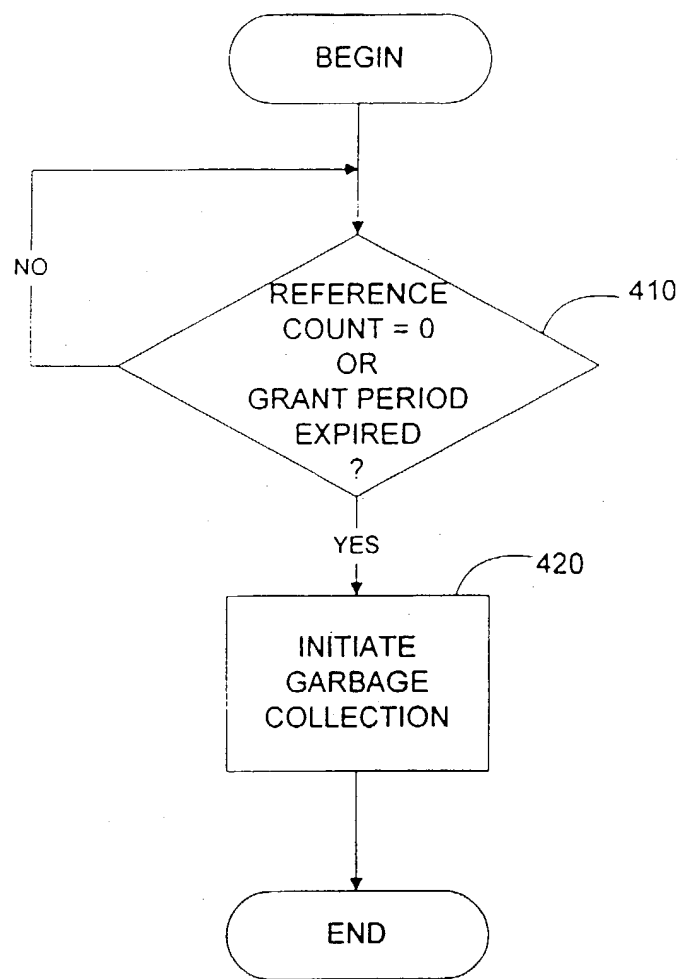 BEGIN
NO
REFERENCE
COUNT = 0
OR
GRANT PERIOD
EXPIRED
?
410
YES
420
INITIATE
GARBAGE
COLLECTION
END